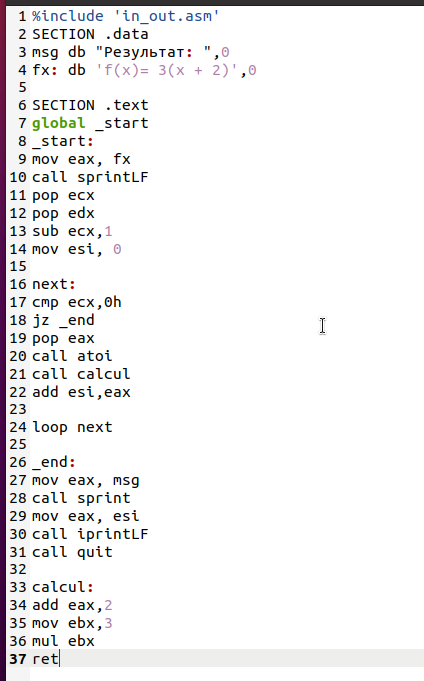 1 %include 'in_out.asm'
2 SECTION .data
3 msg db "Результат: ",0
4 fx: db 'f(x)= 3(x + 2)',0
5
6 SECTION .text
7 global _start
8 _start:
9 mov eax, fx
10 call sprintLF
11 pop ecx
12 pop edx
13 sub ecx,1
14 mov esi, 0
15
16 next:
17 cmp ecx,0h
18 jz _end
19 pop eax
20 call atoi
21 call calcul
22 add esi,eax
23
24 loop next
25
26 _end:
27 mov eax, msg
28 call sprint
29 mov eax, esi
30 call iprintLF
31 call quit
32
33 calcul:
34 add eax,2
35 mov ebx,3
36 mul ebx
37 ret